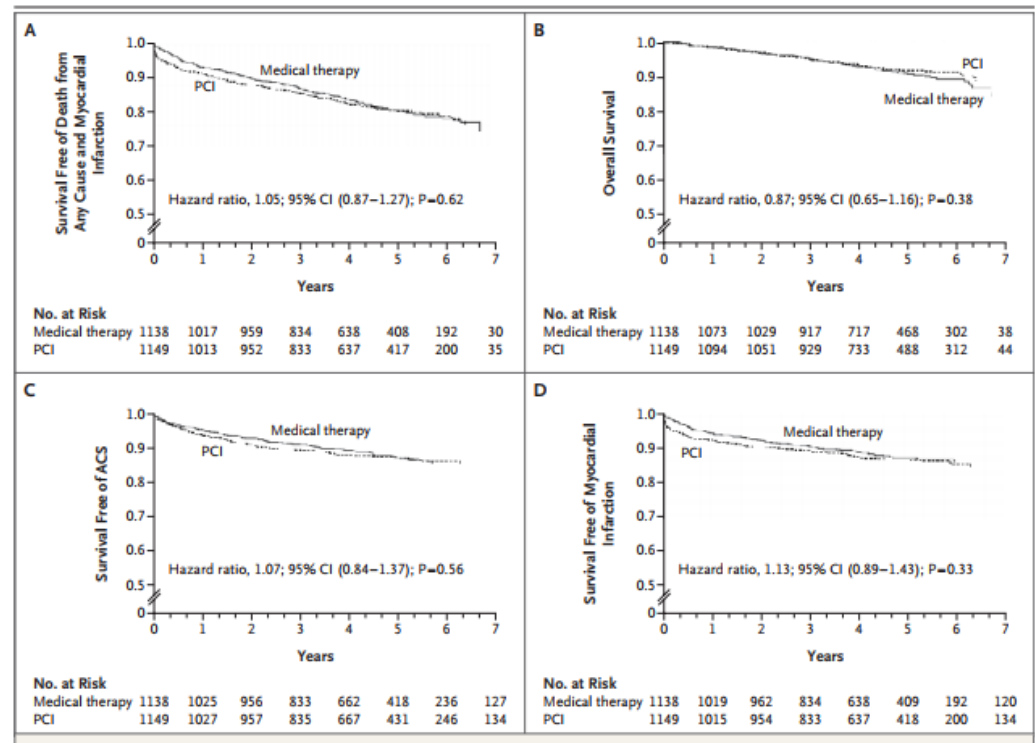 A
Survival Free of Death from
Any Cause and Myocardial
Infarction
1.0
0.9
0.8
0.7
0.6
0.5
0
Medical therapy
PCI
Hazard ratio, 1.05; 95% CI (0.87–1.27); P=0.62
0 1 2 3 4 5 6 7
Years
No. at Risk
Medical therapy 1138 1017 959 834 638 408 192 30
PCI 1149 1013 952 833 637 417 200 35
B
Overall Survival
1.0
0.9
0.8
0.7
0.6
0.5
0
PCI
Medical therapy
Hazard ratio, 0.87; 95% CI (0.65–1.16); P=0.38
0 1 2 3 4 5 6 7
Years
No. at Risk
Medical therapy 1138 1073 1029 917 717 468 302 38
PCI 1149 1094 1051 929 733 488 312 44
C
Survival Free of ACS
1.0
0.9
0.8
0.7
0.6
0.5
0
Medical therapy
PCI
Hazard ratio, 1.07; 95% CI (0.84–1.37); P=0.56
0 1 2 3 4 5 6 7
Years
No. at Risk
Medical therapy 1138 1025 956 833 662 418 236 127
PCI 1149 1027 957 835 667 431 246 134
D
Survival Free of Myocardial
Infarction
1.0
0.9
0.8
0.7
0.6
0.5
0
Medical therapy
PCI
Hazard ratio, 1.13; 95% CI (0.89–1.43); P=0.33
0 1 2 3 4 5 6 7
Years
No. at Risk
Medical therapy 1138 1019 962 834 638 409 192 120
PCI 1149 1015 954 833 637 418 200 134